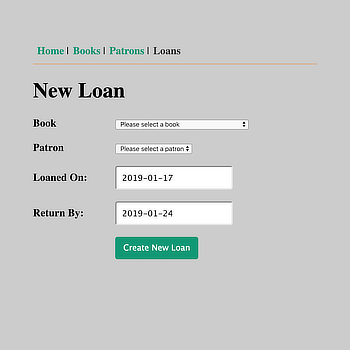 Home | Books | Patrons | Loans
New Loan
Book Please select a book
Patron Please select a patron
Loaned On: 2019-01-17
Return By: 2019-01-24
Create New Loan